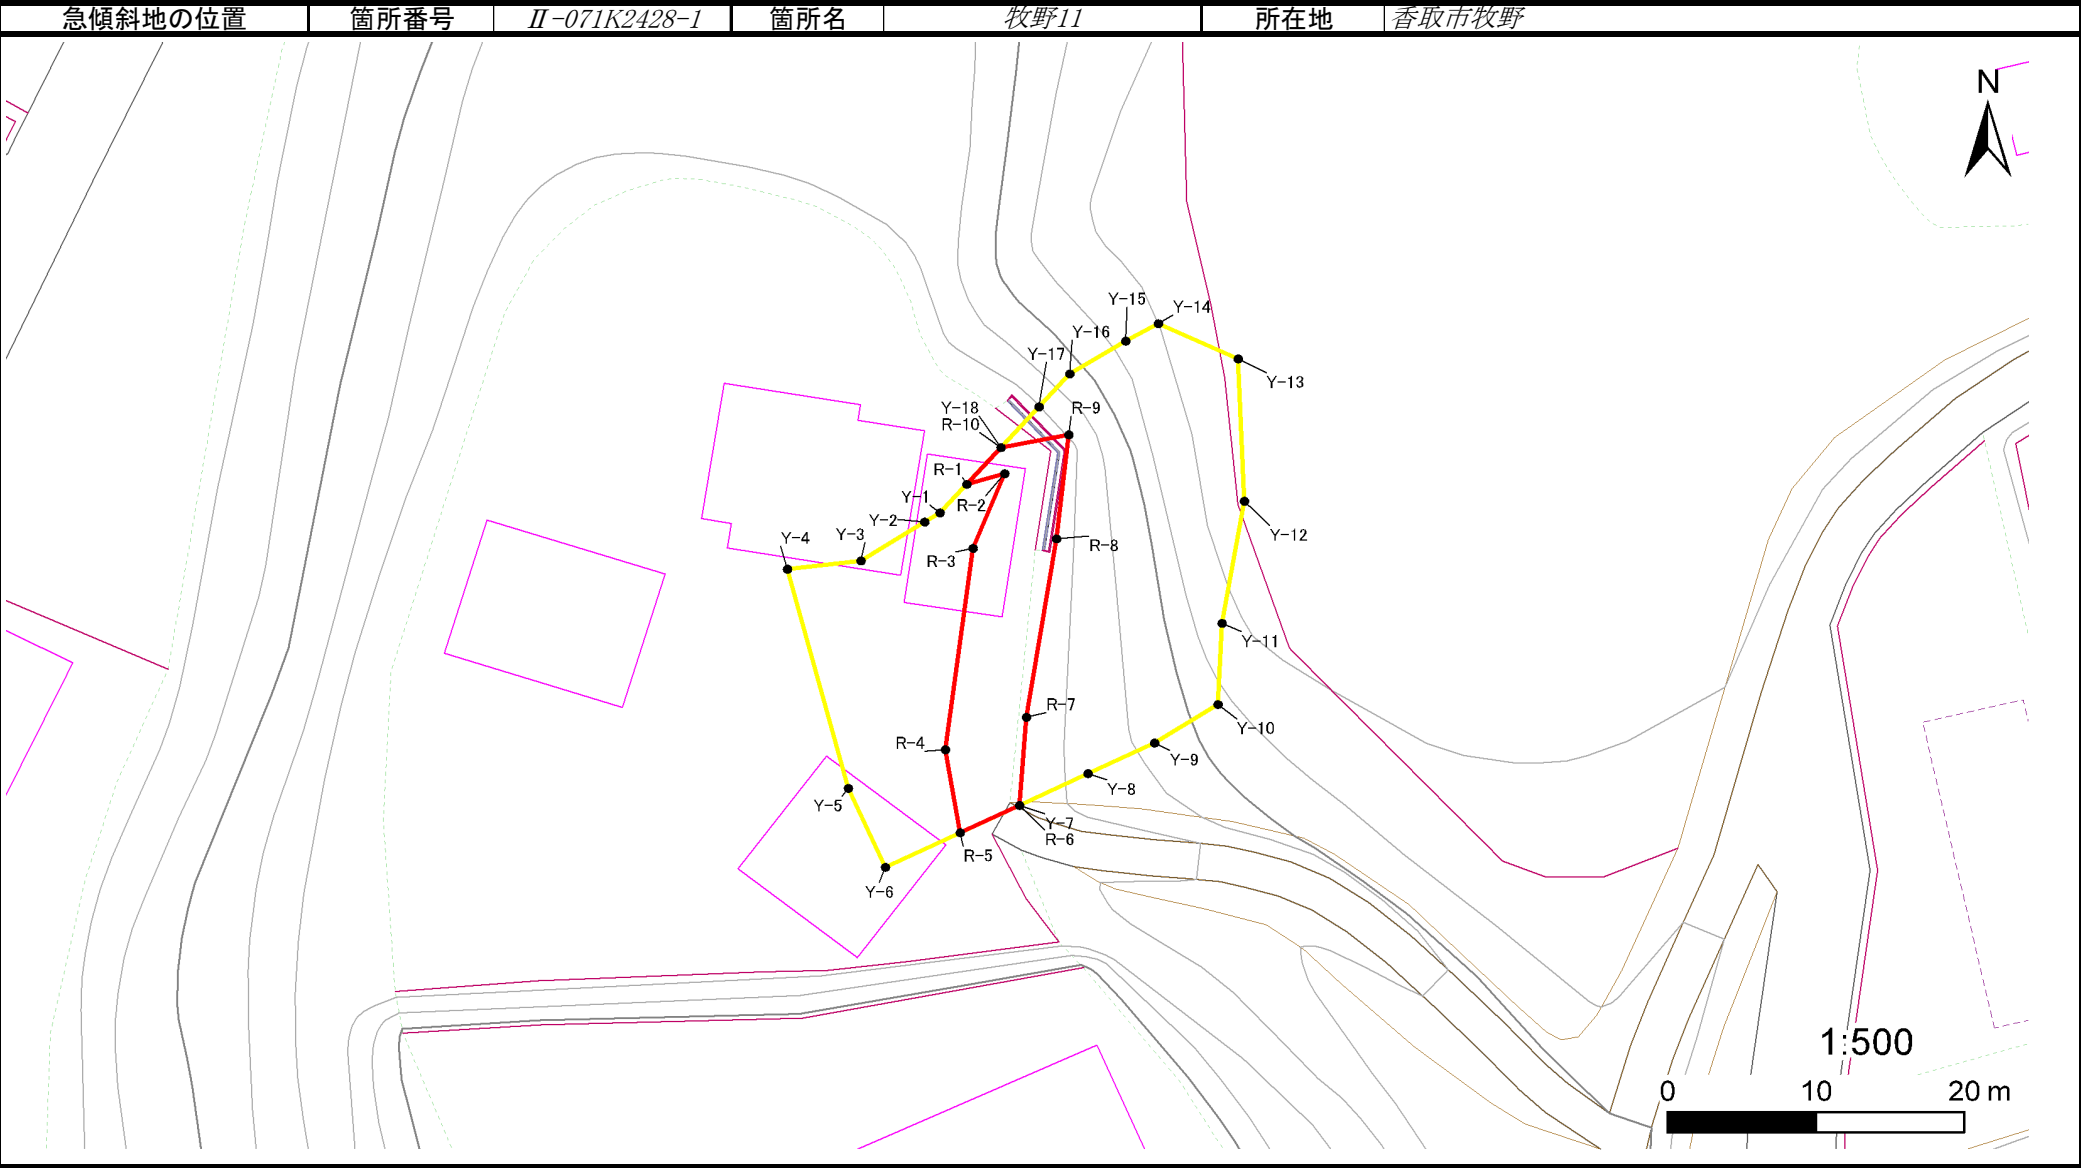 急傾斜地の位置 箇所番号 Ⅱ-071K2428-1 箇所名 牧野11 所在地 香取市牧野
N
Y-15
Y-14
Y-16
Y-17
Y-13
Y-18
R-9
R-10
R-1
R-2
Y-1
Y-2
Y-12
Y-3
Y-4
R-8
R-3
Y-11
R-7
Y-10
R-4
Y-9
Y-8
Y-5
Y-7
R-6
R-5
Y-6
1:500
0 10 20 m